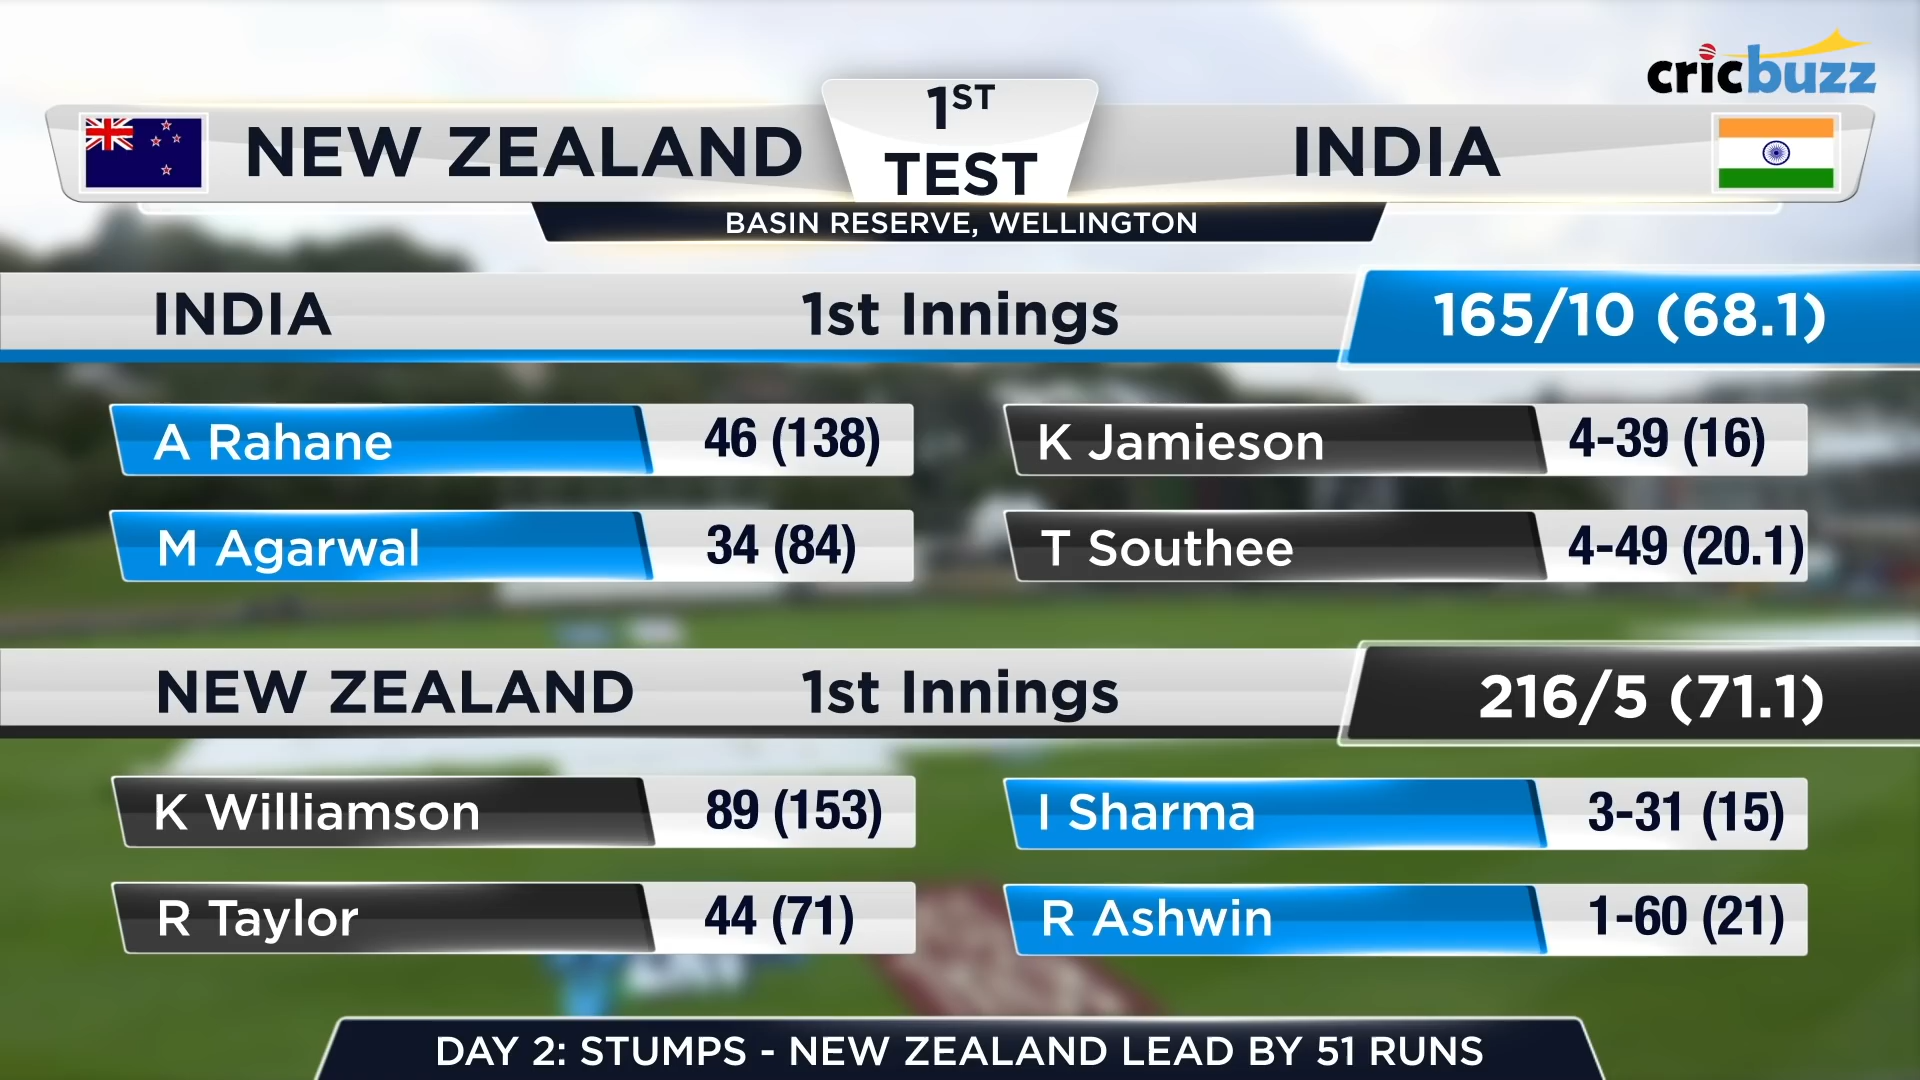 cricbuzz
NEW ZEALAND
1ST
TEST
INDIA
BASIN RESERVE, WELLINGTON
INDIA 1st Innings 165/10 (68.1)
A Rahane 46 (138) K Jamieson 4-39 (16)
M Agarwal 34 (84) T Southee 4-49 (20.1)
NEW ZEALAND 1st Innings 216/5 (71.1)
K Williamson 89 (153) I Sharma 3-31 (15)
R Taylor 44 (71) R Ashwin 1-60 (21)
DAY 2: STUMPS - NEW ZEALAND LEAD BY 51 RUNS